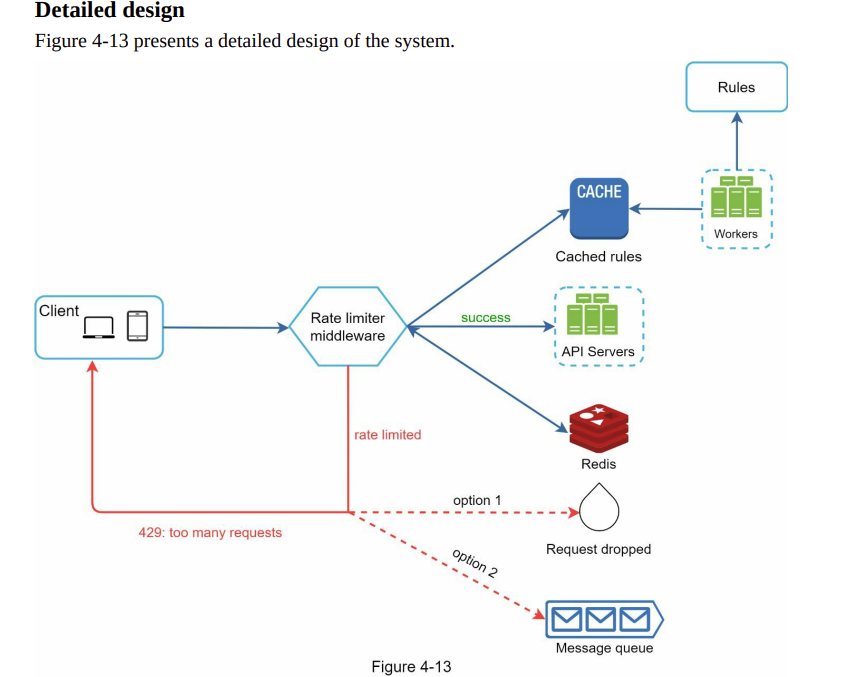 Detailed design
Figure 4-13 presents a detailed design of the system.
Rules
CACHE
Workers
Cached rules
Client
Rate limiter
middleware
success
API Servers
rate limited
Redis
option 1
429: too many requests
Request dropped
option 2
Message queue
Figure 4-13